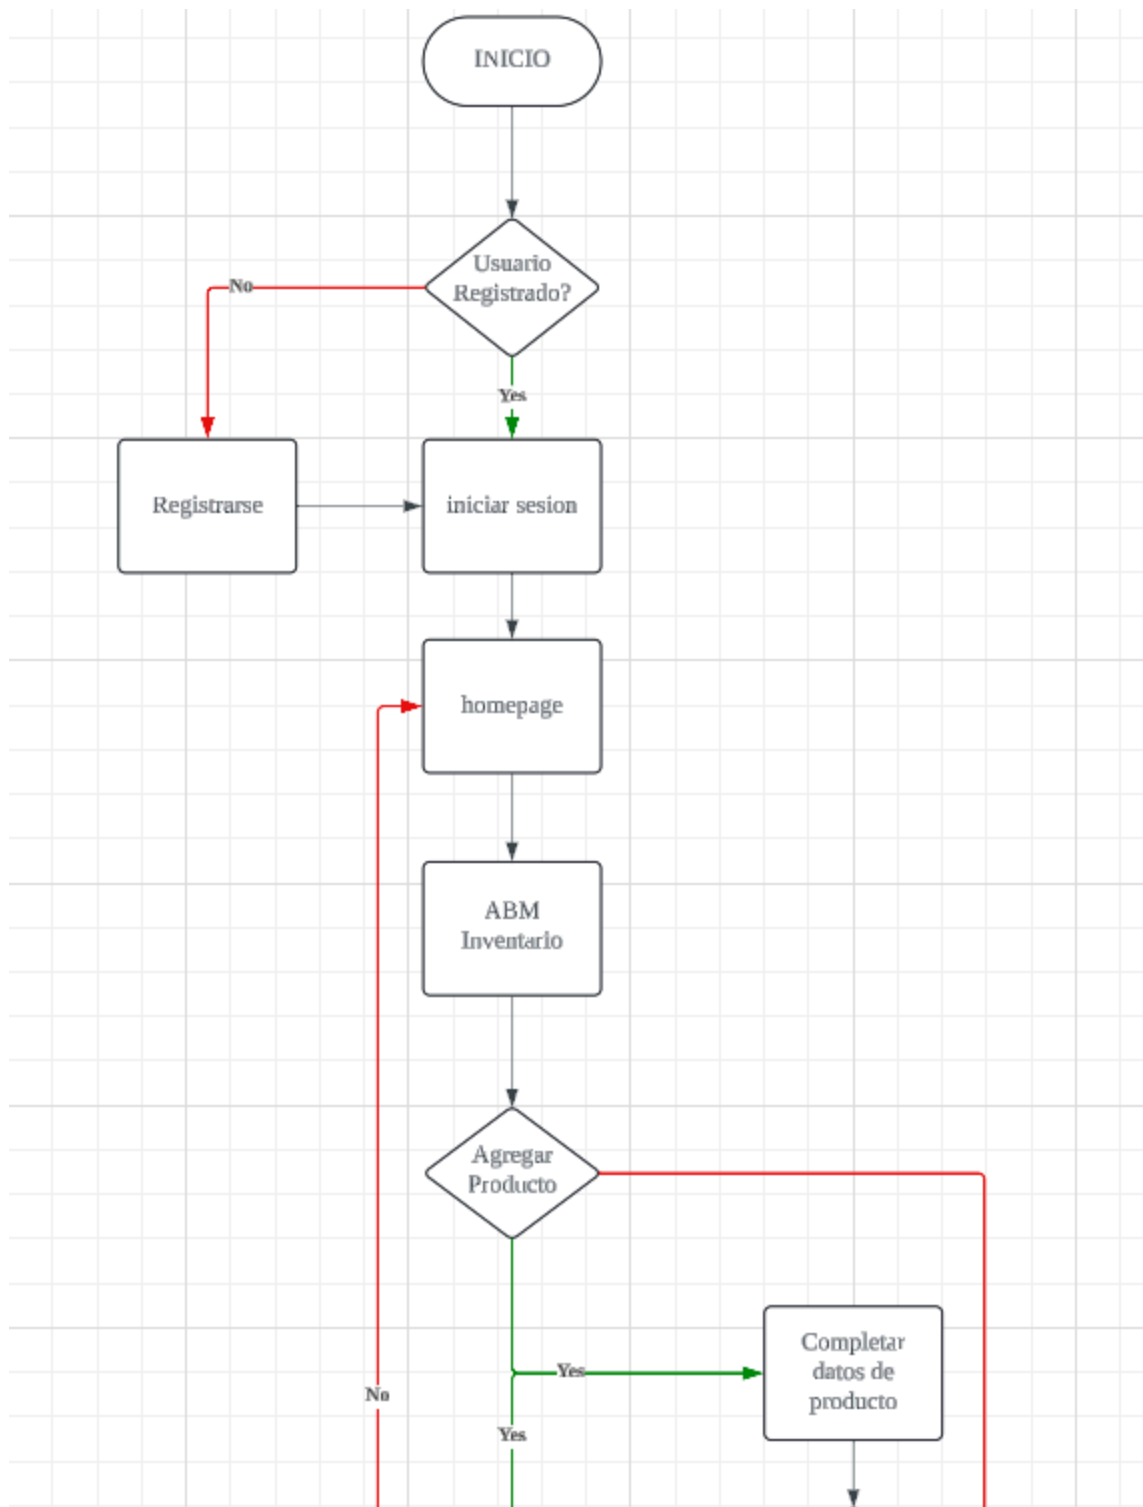 INICIO
Usuario
Registrado?
No
Yes
Registrarse
iniciar sesion
homepage
ABM
Inventario
Agregar
Producto
Completar
datos de
producto
Yes
No
Yes